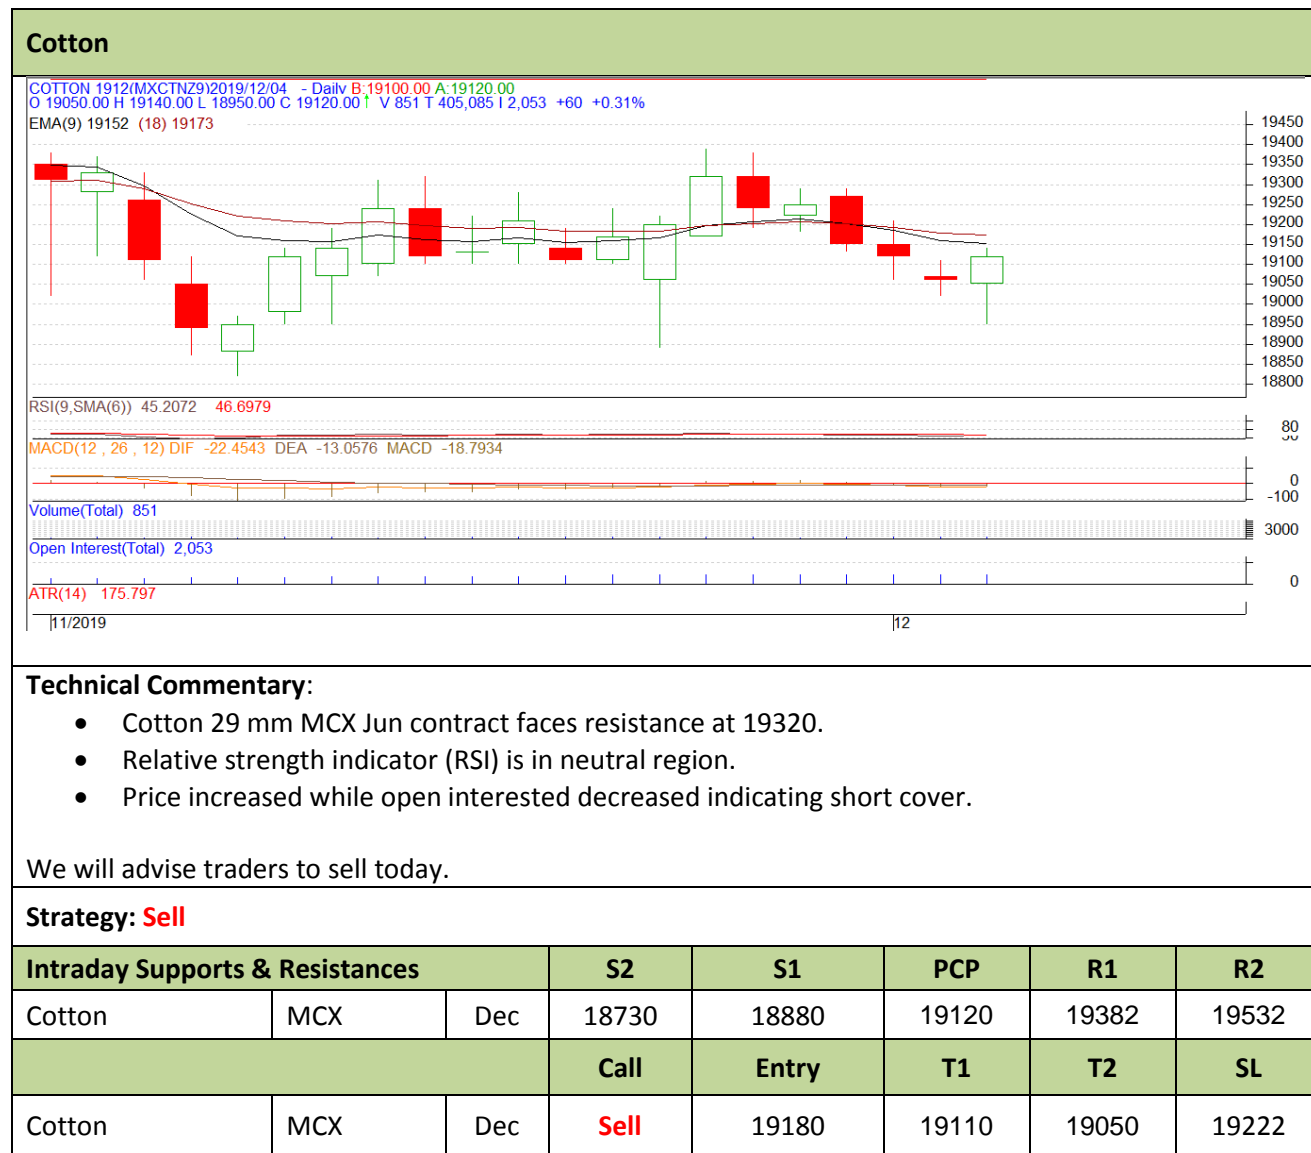 Cotton
COTTON 1912(MXCTNZ9)2019/12/04 - Daily B:19100.00 A:19120.00
O 19050.00 H 19140.00 L 18950.00 C 19120.00↑ V 851 T 405,085 I 2,053 +60 +0.31%
EMA(9) 19152 (18) 19173
19450
19400
19350
19300
19250
19200
19150
19100
19050
19000
18950
18900
18850
18800
RSI(9,SMA(6)) 45.2072 46.6979
80
MACD(12 , 26 , 12) DIF -22.4543 DEA -13.0576 MACD -18.7934
0
-100
Volume(Total) 851
3000
Open Interest(Total) 2,053
0
ATR(14) 175.797
11/2019 12
Technical Commentary:
• Cotton 29 mm MCX Jun contract faces resistance at 19320.
• Relative strength indicator (RSI) is in neutral region.
• Price increased while open interested decreased indicating short cover.
We will advise traders to sell today.
Strategy: Sell
Intraday Supports & Resistances S2 S1 PCP R1 R2
Cotton MCX Dec 18730 18880 19120 19382 19532
Call Entry T1 T2 SL
Cotton MCX Dec Sell 19180 19110 19050 19222